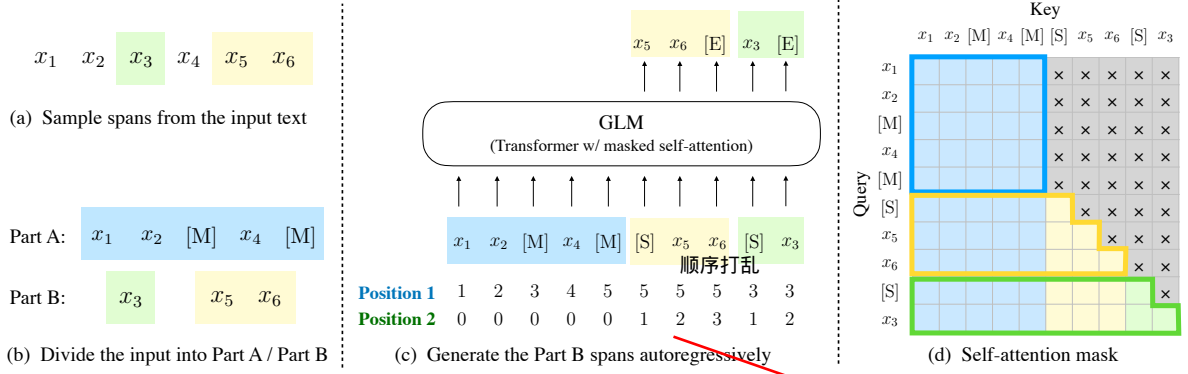 x1 x2 x3 x4 x5 x6
(a) Sample spans from the input text
Part A: x1 x2 [M] x4 [M]
Part B: x3 x5 x6
(b) Divide the input into Part A / Part B
x5 x6 [E] x3 [E]
GLM
(Transformer w/ masked self-attention)
x1 x2 [M] x4 [M] [S] x5 x6 [S] x3
顺序打乱
Position 1 1 2 3 4 5 5 5 5 3 3
Position 2 0 0 0 0 0 1 2 3 1 2
(c) Generate the Part B spans autoregressively
Key
x1 x2 [M] x4 [M] [S] x5 x6 [S] x3
Query
x1 × × × × ×
x2 × × × × ×
[M] × × × × ×
x4 × × × × ×
[M] × × × × ×
[S] × × × ×
x5 × × ×
x6 × ×
[S] ×
x3
(d) Self-attention mask